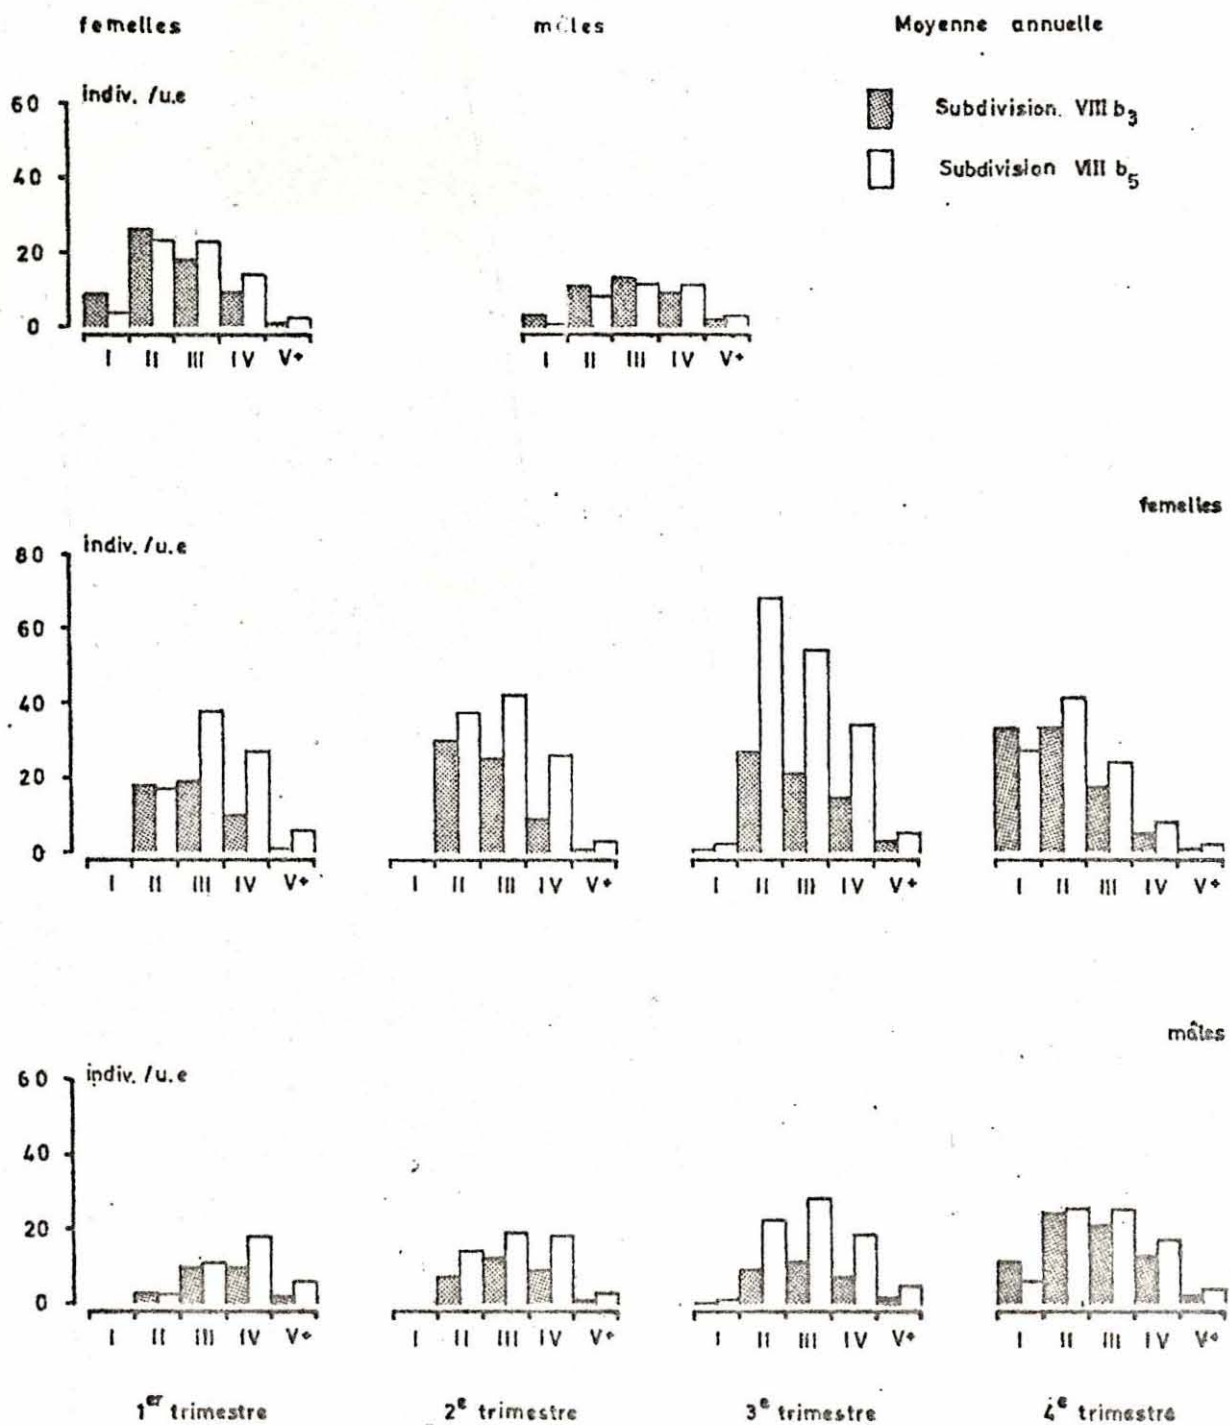 femelles mâles Moyenne annuelle
indiv. /u.e
60
40
20
0
Subdivision. VIII b3
Subdivision VIII b5
I II III IV V+ I II III IV V+
femelles
indiv. /u.e
80
60
40
20
0
I II III IV V+ I II III IV V+ I II III IV V+ I II III IV V+
mâles
indiv. /u.e
60
40
20
0
I II III IV V+ I II III IV V+ I II III IV V+ I II III IV V+
1er trimestre 2e trimestre 3e trimestre 4e trimestre